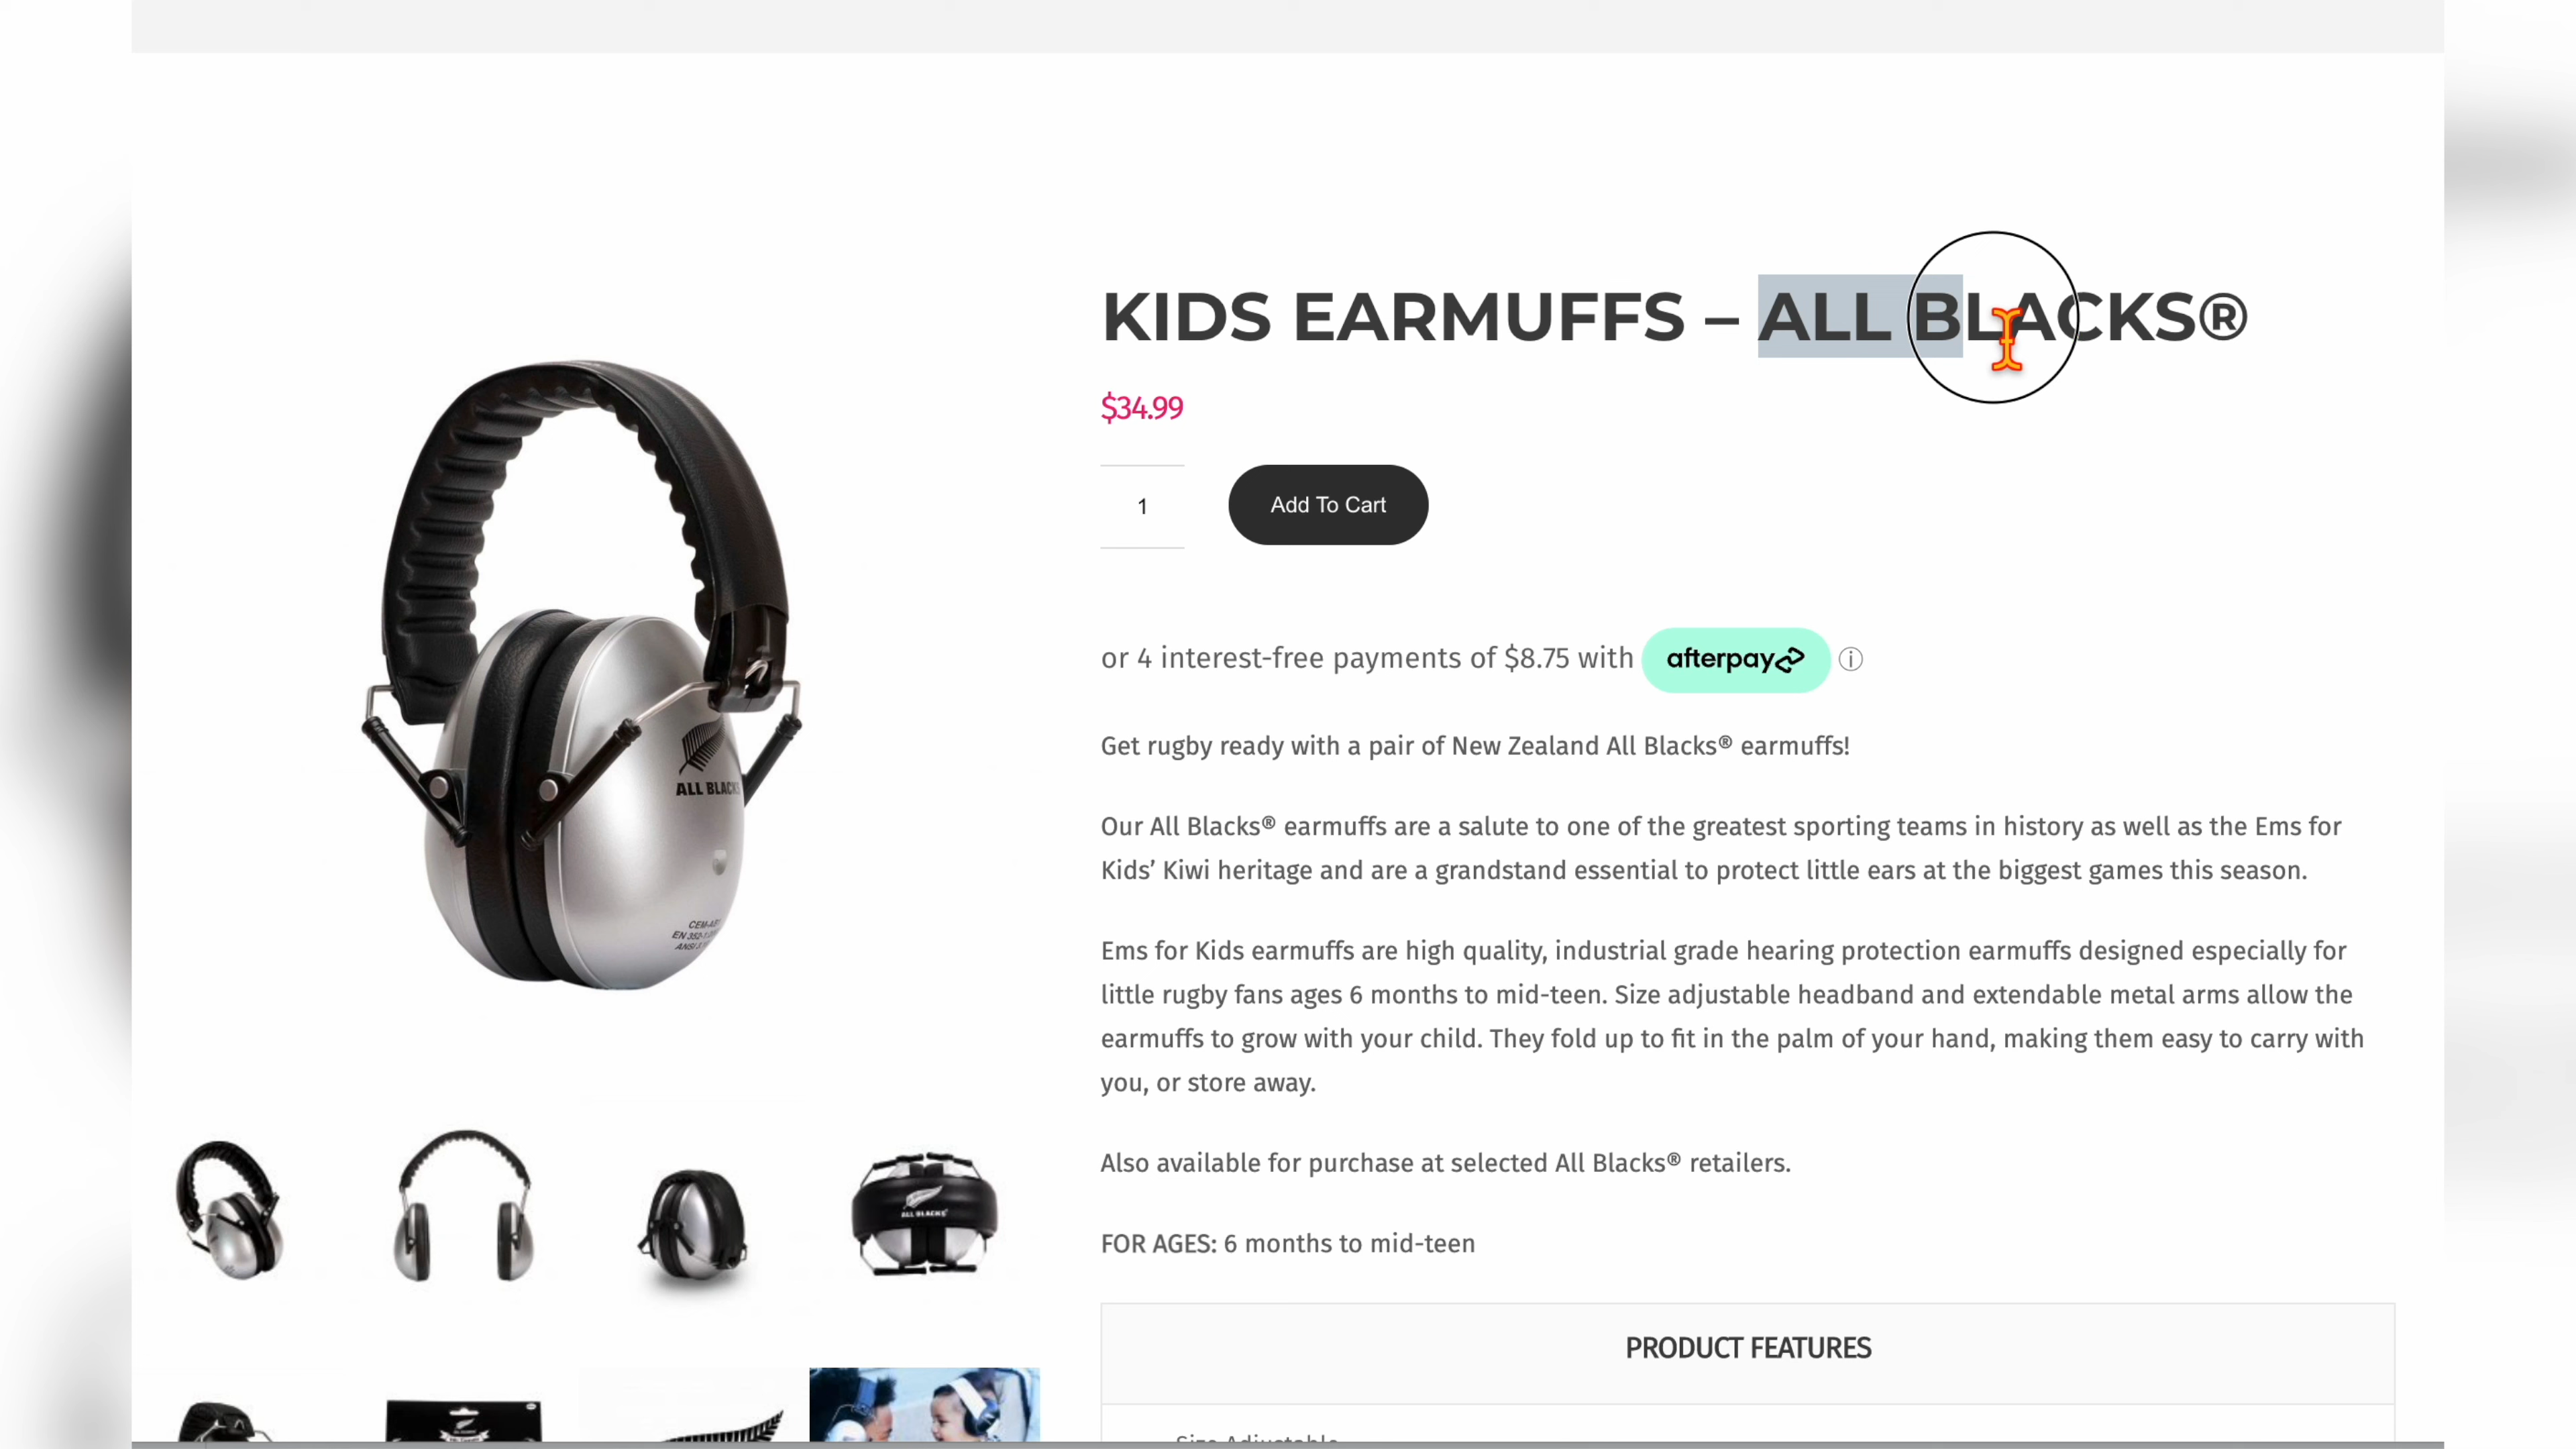 KIDS EARMUFFS – ALL BLACKS®
$34.99
1
Add To Cart
or 4 interest-free payments of $8.75 with afterpay ⓘ
Get rugby ready with a pair of New Zealand All Blacks® earmuffs!
Our All Blacks® earmuffs are a salute to one of the greatest sporting teams in history as well as the Ems for
Kids’ Kiwi heritage and are a grandstand essential to protect little ears at the biggest games this season.
Ems for Kids earmuffs are high quality, industrial grade hearing protection earmuffs designed especially for
little rugby fans ages 6 months to mid-teen. Size adjustable headband and extendable metal arms allow the
earmuffs to grow with your child. They fold up to fit in the palm of your hand, making them easy to carry with
you, or store away.
Also available for purchase at selected All Blacks® retailers.
FOR AGES: 6 months to mid-teen
PRODUCT FEATURES
Size Adjustable
ALL BLACKS
ALL BLACKS